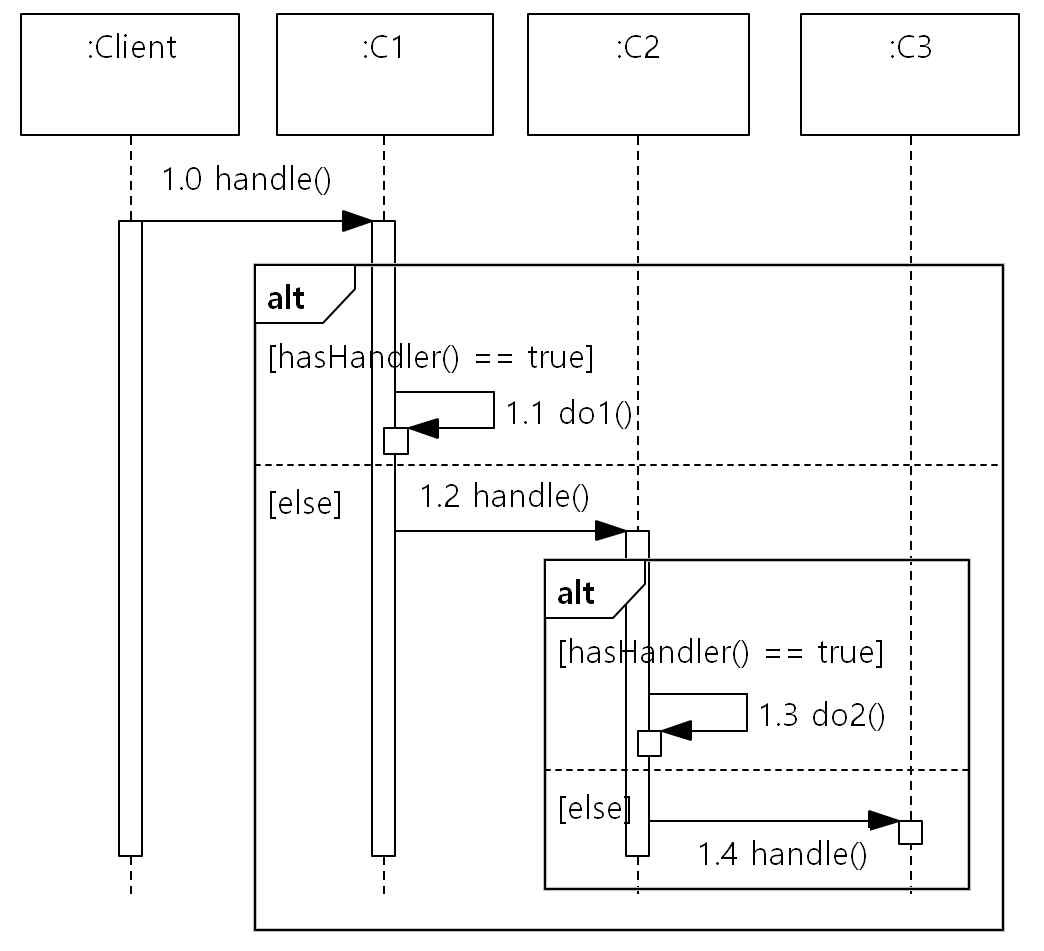 :Client
:C1
:C2
:C3
1.0 handle()
alt
[hasHandler() == true]
1.1 do1()
[else]
1.2 handle()
alt
[hasHandler() == true]
1.3 do2()
[else]
1.4 handle()